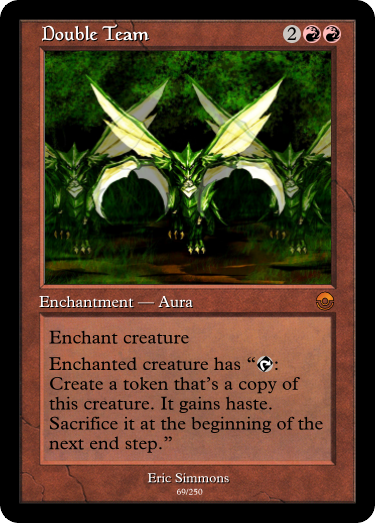 Double Team 2
Enchantment — Aura
Enchant creature
Enchanted creature has “:
Create a token that's a copy of
this creature. It gains haste.
Sacrifice it at the beginning of the
next end step.”
Eric Simmons
69/250